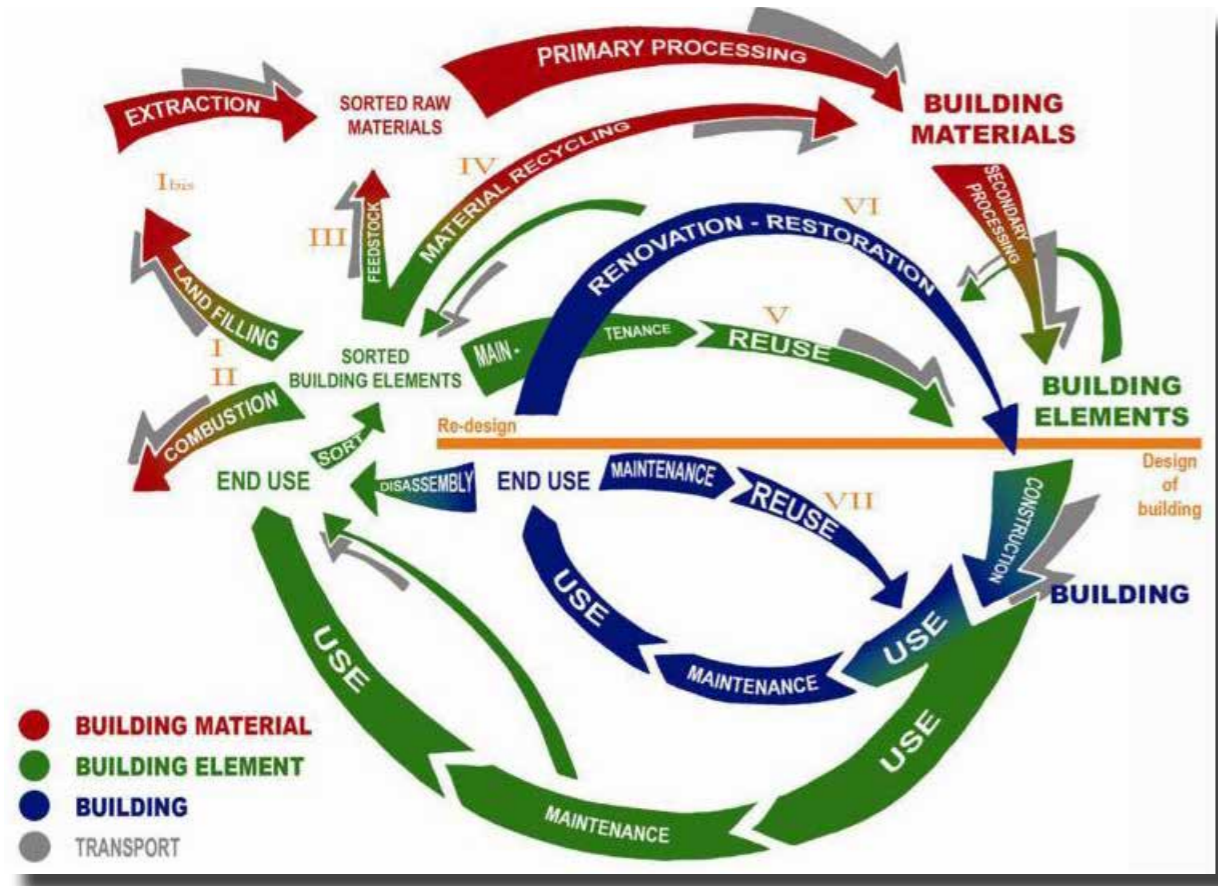 PRIMARY PROCESSING
EXTRACTION
SORTED RAW
MATERIALS
BUILDING
MATERIALS
MATERIAL RECYCLING
IV
I bis
III
FEEDSTOCK
SECONDARY
PROCESSING
VI
RENOVATION - RESTORATION
LAND FILLING
I
II
V
MAIN-
TENANCE
REUSE
SORTED
BUILDING ELEMENTS
BUILDING
ELEMENTS
COMBUSTION
Re-design
SORT
Design
of
building
END USE
DISASSEMBLY
END USE
MAINTENANCE
REUSE
VII
CONSTRUCTION
BUILDING
USE
USE
MAINTENANCE
USE
USE
MAINTENANCE
BUILDING MATERIAL
BUILDING ELEMENT
BUILDING
TRANSPORT